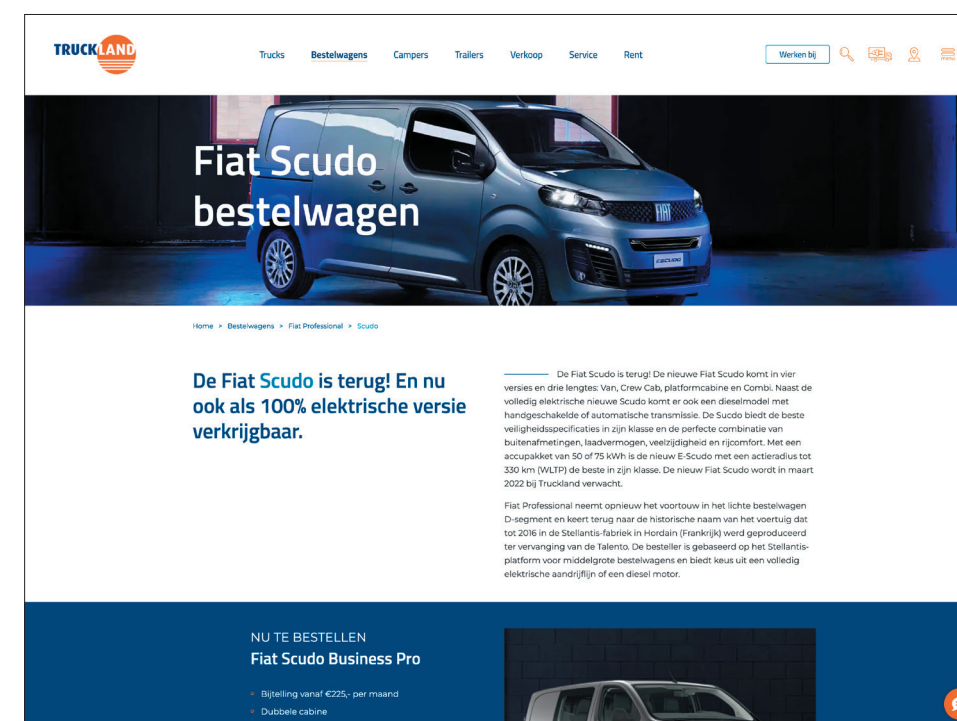 TRUCKLAND
Trucks Bestelwagens Campers Trailers Verkoop Service Rent Werken bij menu
Fiat Scudo
bestelwagen
FIAT
E-SCUDO
Home > Bestelwagens > Fiat Professional > Scudo
De Fiat Scudo is terug! En nu
ook als 100% elektrische versie
verkrijgbaar.
De Fiat Scudo is terug! De nieuwe Fiat Scudo komt in vier
versies en drie lengtes: Van, Crew Cab, platformcabine en Combi. Naast de
volledig elektrische nieuwe Scudo komt er ook een dieselmodel met
handgeschakelde of automatische transmissie. De Sucdo biedt de beste
veiligheidsspecificaties in zijn klasse en de perfecte combinatie van
buitenafmetingen, laadvermogen, veelzijdigheid en rijcomfort. Met een
accupakket van 50 of 75 kWh is de nieuw E-Scudo met een actieradius tot
330 km (WLTP) de beste in zijn klasse. De nieuw Fiat Scudo wordt in maart
2022 bij Truckland verwacht.
Fiat Professional neemt opnieuw het voortouw in het lichte bestelwagen
D-segment en keert terug naar de historische naam van het voertuig dat
tot 2016 in de Stellantis-fabriek in Hordain (Frankrijk) werd geproduceerd
ter vervanging van de Talento. De besteller is gebaseerd op het Stellantis-
platform voor middelgrote bestelwagens en biedt keus uit een volledig
elektrische aandrijflijn of een diesel motor.
NU TE BESTELLEN
Fiat Scudo Business Pro
Bijtelling vanaf €225,- per maand
Dubbele cabine